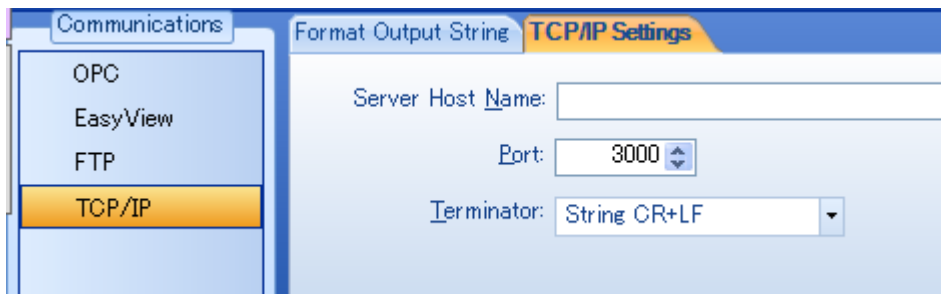 Communications
OPC
EasyView
FTP
TCP/IP
Format Output String TCP/IP Settings
Server Host Name:
Port: 3000
Terminator: String CR+LF